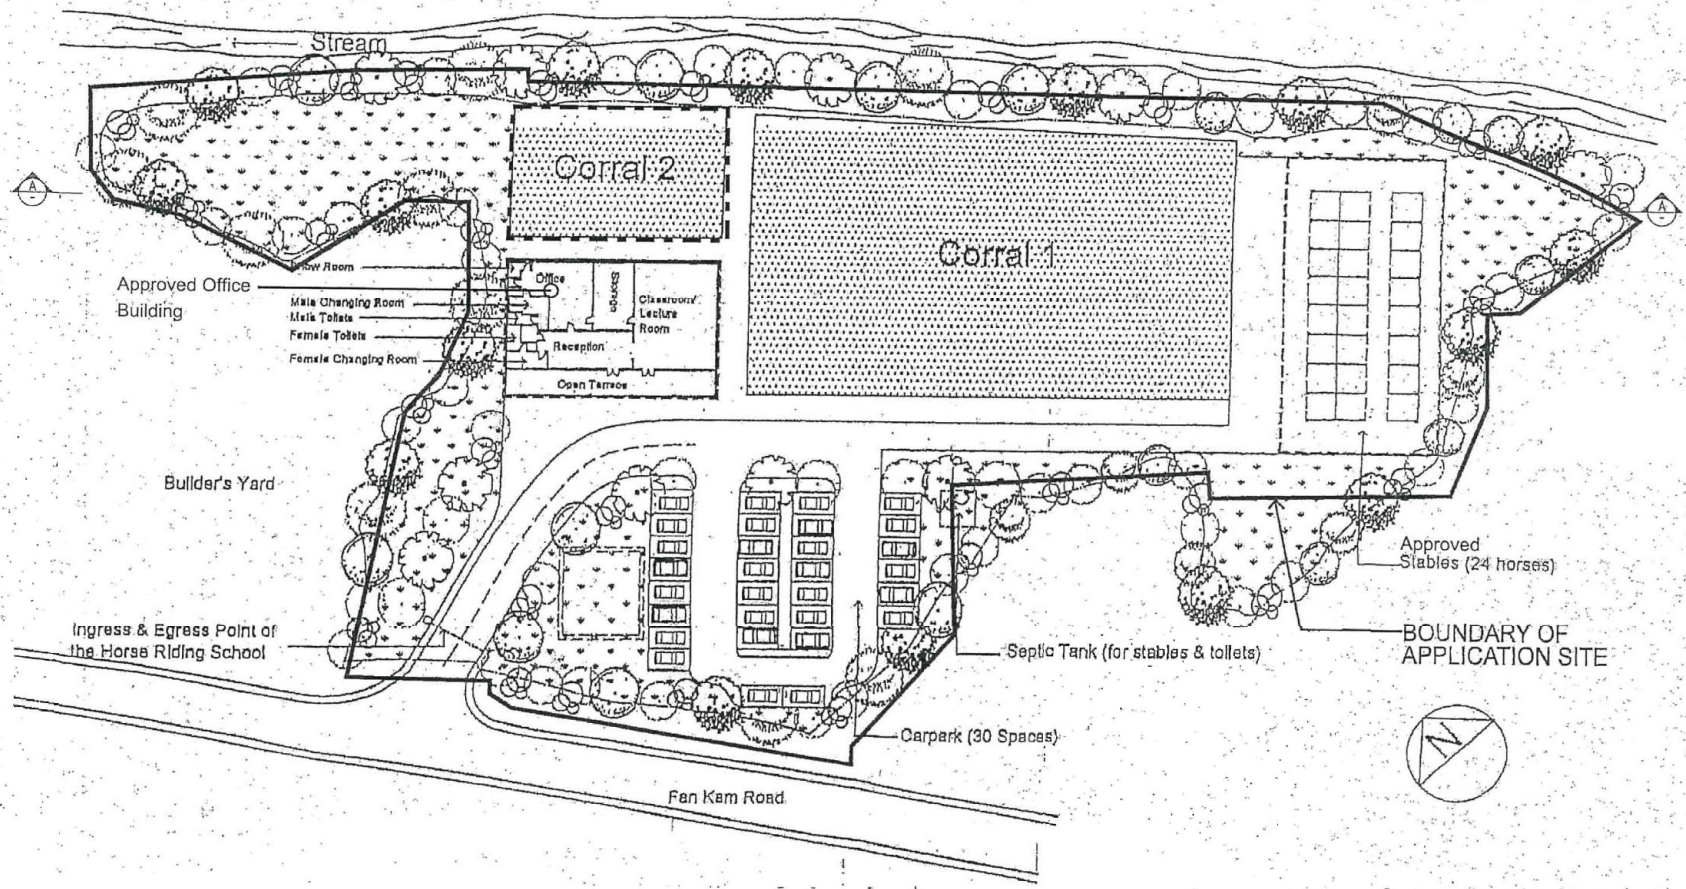 Stream
Corral 2
Corral 1
A
A
Room
Approved Office
Building
Office
Storage
Classroom/
Lecture
Room
Male Changing Room
Male Toilets
Female Toilets
Female Changing Room
Reception
Open Terrace
Builder's Yard
Approved
Stables (24 horses)
Ingress & Egress Point of
the Horse Riding School
BOUNDARY OF
APPLICATION SITE
Septic Tank (for stables & toilets)
Carpark (30 Spaces)
Fan Kam Road
N